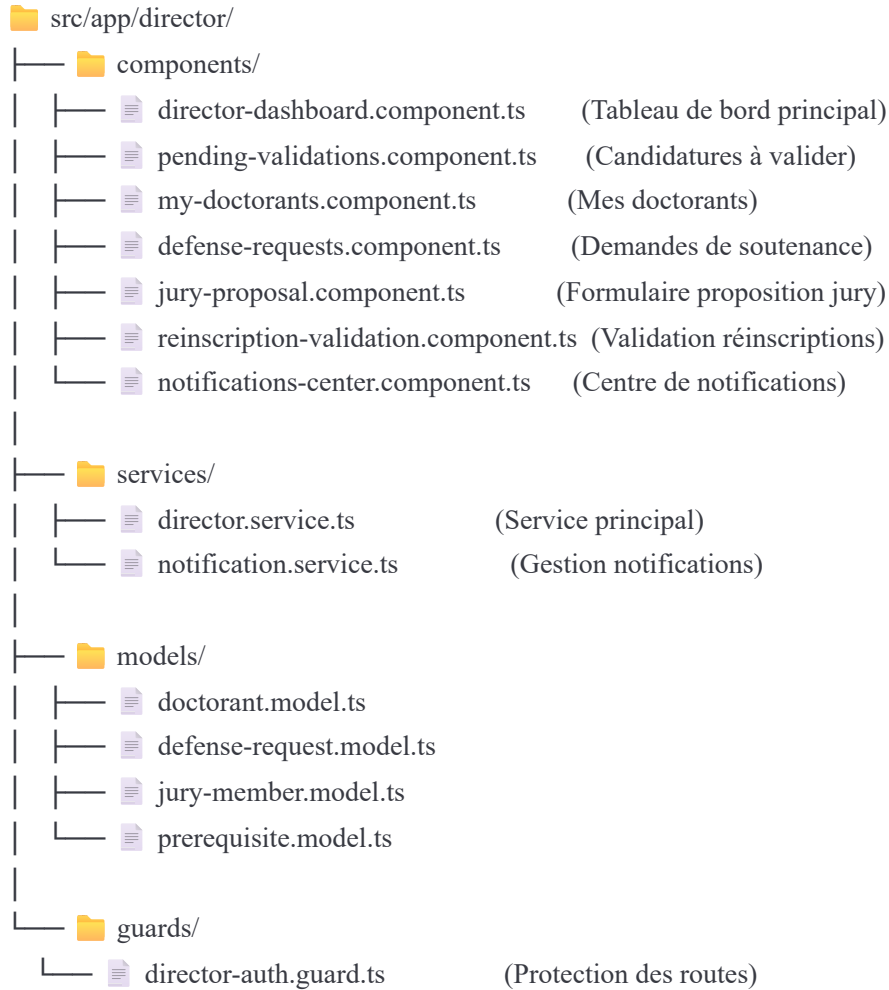 src/app/director/
components/
director-dashboard.component.ts (Tableau de bord principal)
pending-validations.component.ts (Candidatures à valider)
my-doctorants.component.ts (Mes doctorants)
defense-requests.component.ts (Demandes de soutenance)
jury-proposal.component.ts (Formulaire proposition jury)
reinscription-validation.component.ts (Validation réinscriptions)
notifications-center.component.ts (Centre de notifications)
services/
director.service.ts (Service principal)
notification.service.ts (Gestion notifications)
models/
doctorant.model.ts
defense-request.model.ts
jury-member.model.ts
prerequisite.model.ts
guards/
director-auth.guard.ts (Protection des routes)